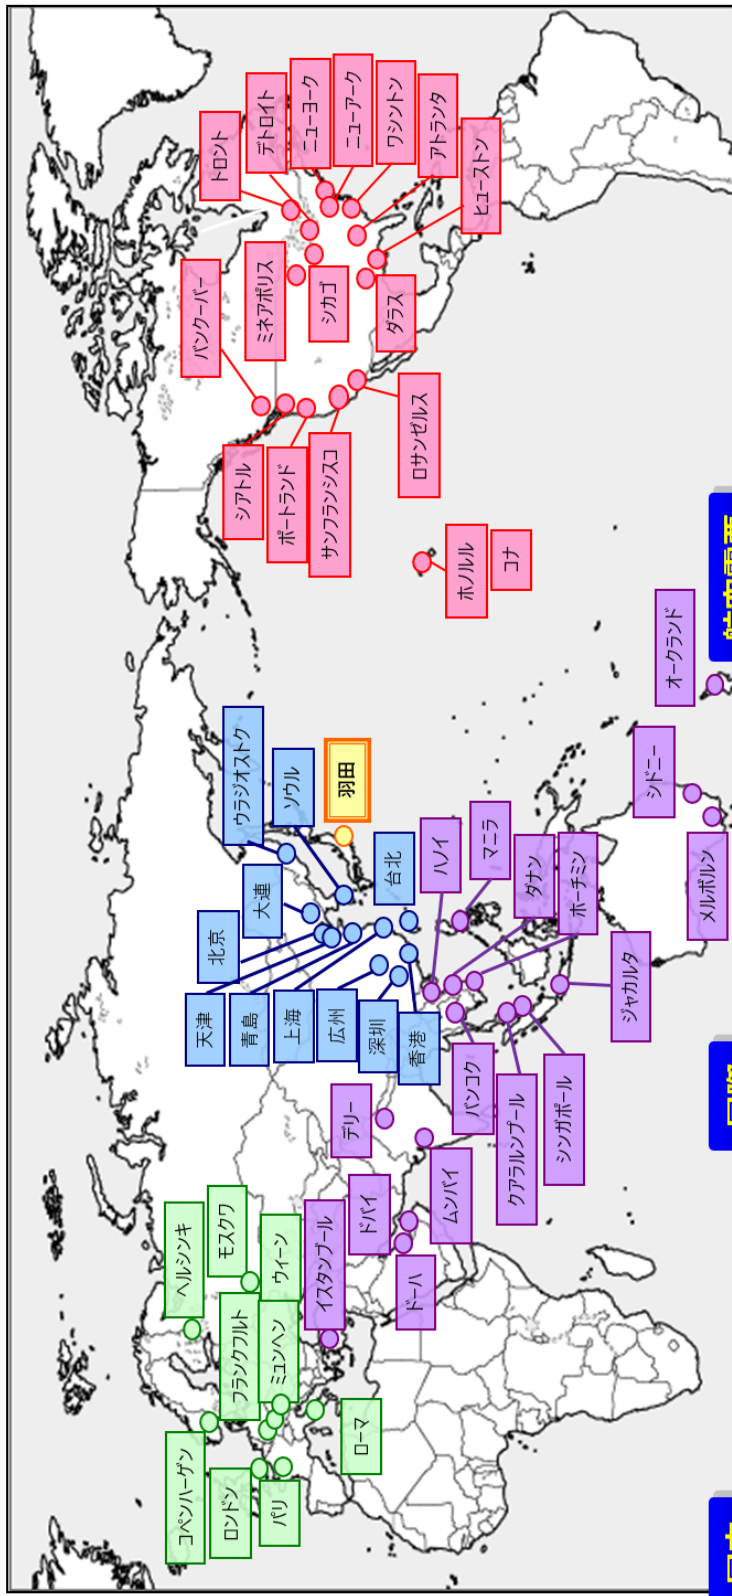 コペンハーゲン
ロンドン
パリ
ヘルシンキ
モスクワ
フランクフルト
ウィーン
ミュンヘン
ローマ
イスタンブール
ドバイ
ドーハ
デリー
ムンバイ
北京
大連
天津
青島
上海
広州
深圳
香港
ウラジオストク
ソウル
羽田
台北
ハノイ
マニラ
ダナン
ホーチミン
バンコク
クアラルンプール
シンガポール
ジャカルタ
シドニー
メルボルン
オークランド
バンクーバー
シアトル
ポートランド
サンフランシスコ
ロサンゼルス
ホノルル
コナ
トロント
デトロイト
ニューヨーク
ニューアーク
ワシントン
アトランタ
ヒューストン
ミネアポリス
シカゴ
ダラス